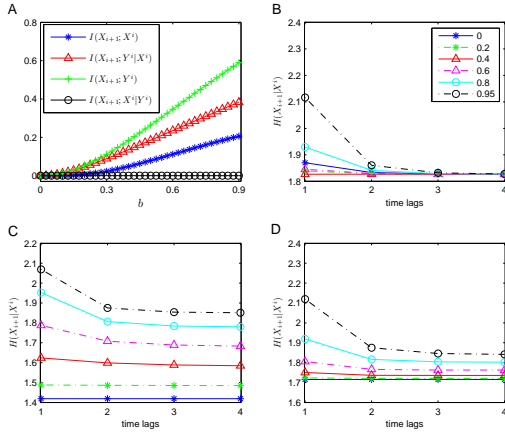 A
I(X_{i+1}; X^i)
I(X_{i+1}; Y^i|X^i)
I(X_{i+1}; Y^i)
I(X_{i+1}; X^i|Y^i)
0.8
0.6
0.4
0.2
0
0 0.3 0.6 0.9
b
B
0
0.2
0.4
0.6
0.8
0.95
H(X_{i+1}|X^i)
2.4
2.3
2.2
2.1
2
1.9
1.8
1 2 3 4
time lags
C
H(X_{i+1}|X^i)
2.2
2.1
2
1.9
1.8
1.7
1.6
1.5
1.4
1 2 3 4
time lags
D
H(X_{i+1}|X^i)
2.4
2.3
2.2
2.1
2
1.9
1.8
1.7
1.6
1 2 3 4
time lags